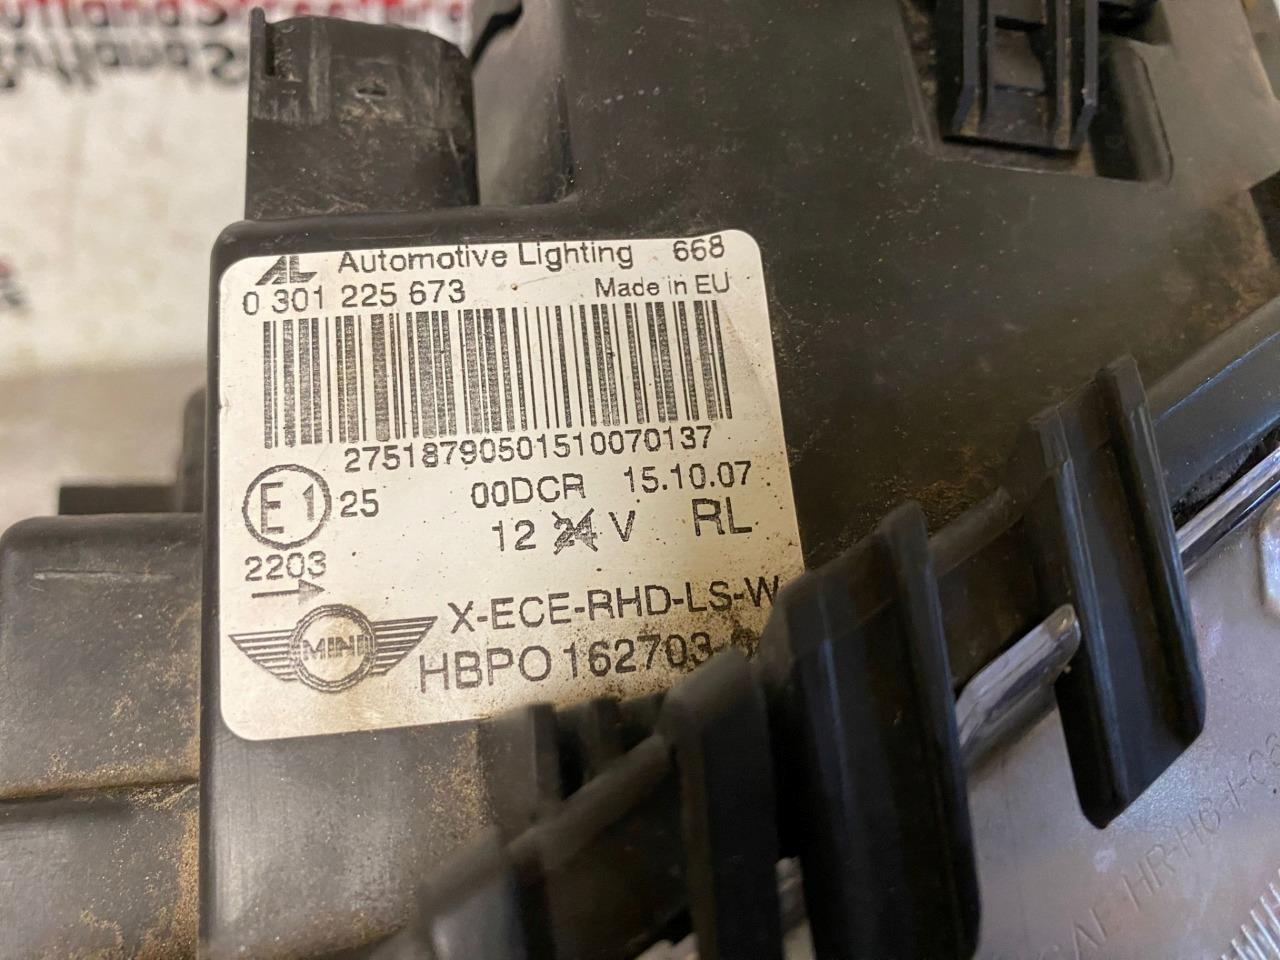 AL Automotive Lighting 668
0 301 225 673 Made in EU
27518790501510070137
E1 25 00DCR 15.10.07
12 24 V RL
2203
X-ECE-RHD-LS-W
MINI HBPO 162703